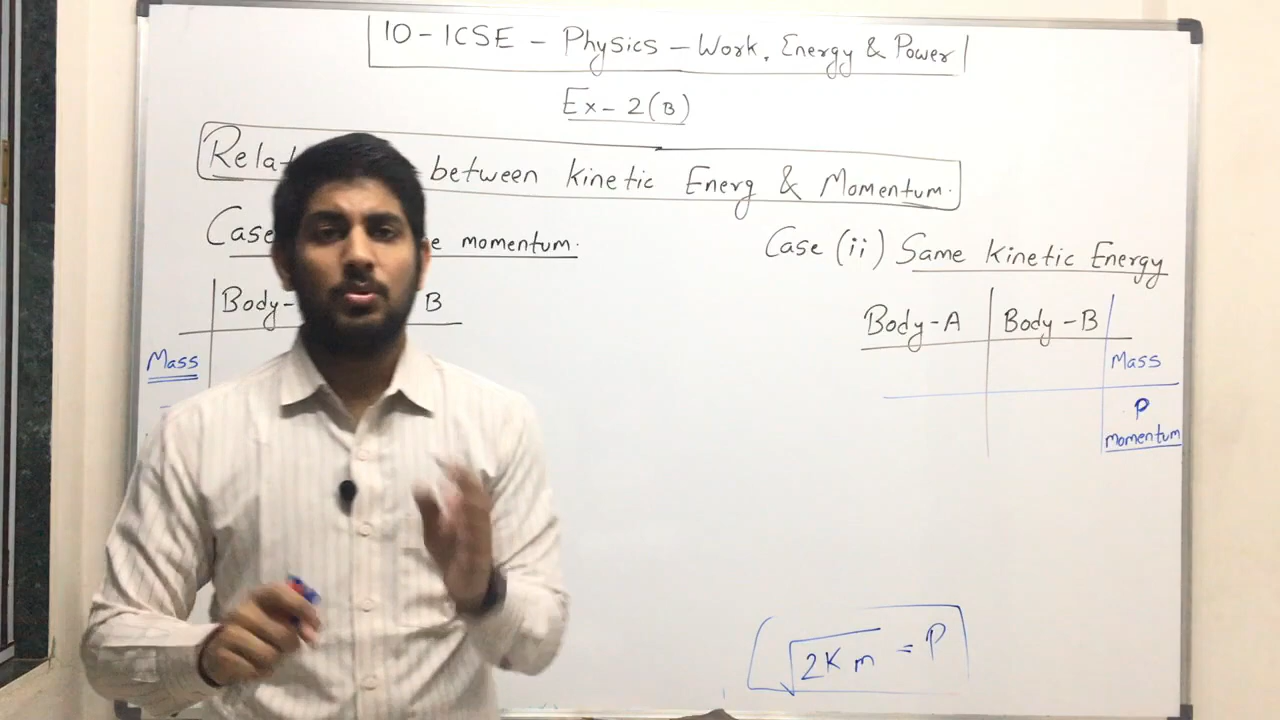 10 - ICSE - Physics - Work, Energy & Power
Ex - 2(B)
between kinetic Energ & Momentum.
Case momentum.
Body- B
Mass
Case (ii) Same kinetic Energy
Body-A Body-B
Mass
P
momentum
√2Km = P